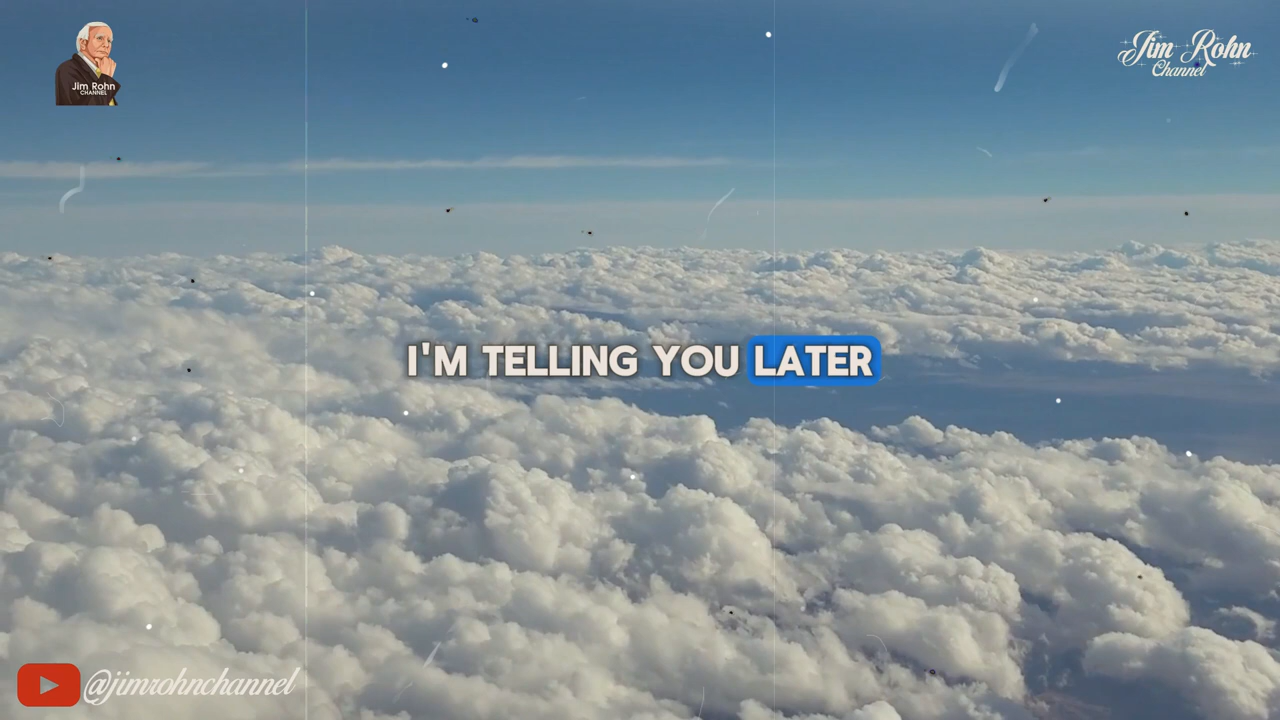 Jim Rohn
CHANNEL
Jim Rohn
Channel
I'M TELLING YOU LATER
@jimrohnchannel